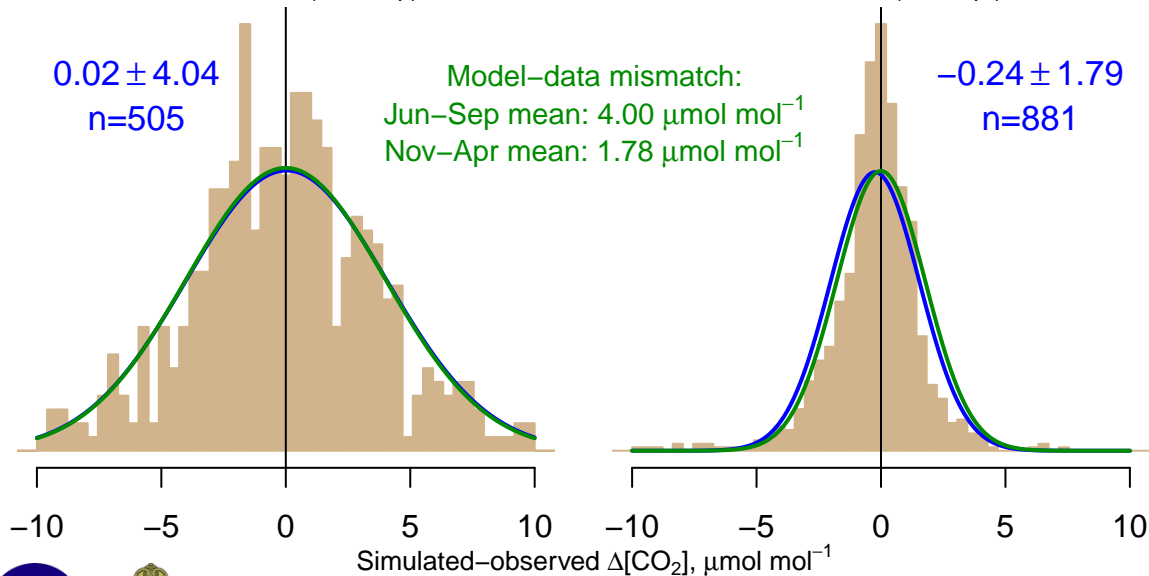 0.02 ± 4.04
n=505
Model−data mismatch:
Jun−Sep mean: 4.00 μmol mol⁻¹
Nov−Apr mean: 1.78 μmol mol⁻¹
−0.24 ± 1.79
n=881
−10 −5 0 5 10
−10 −5 0 5 10
Simulated−observed Δ[CO₂], μmol mol⁻¹